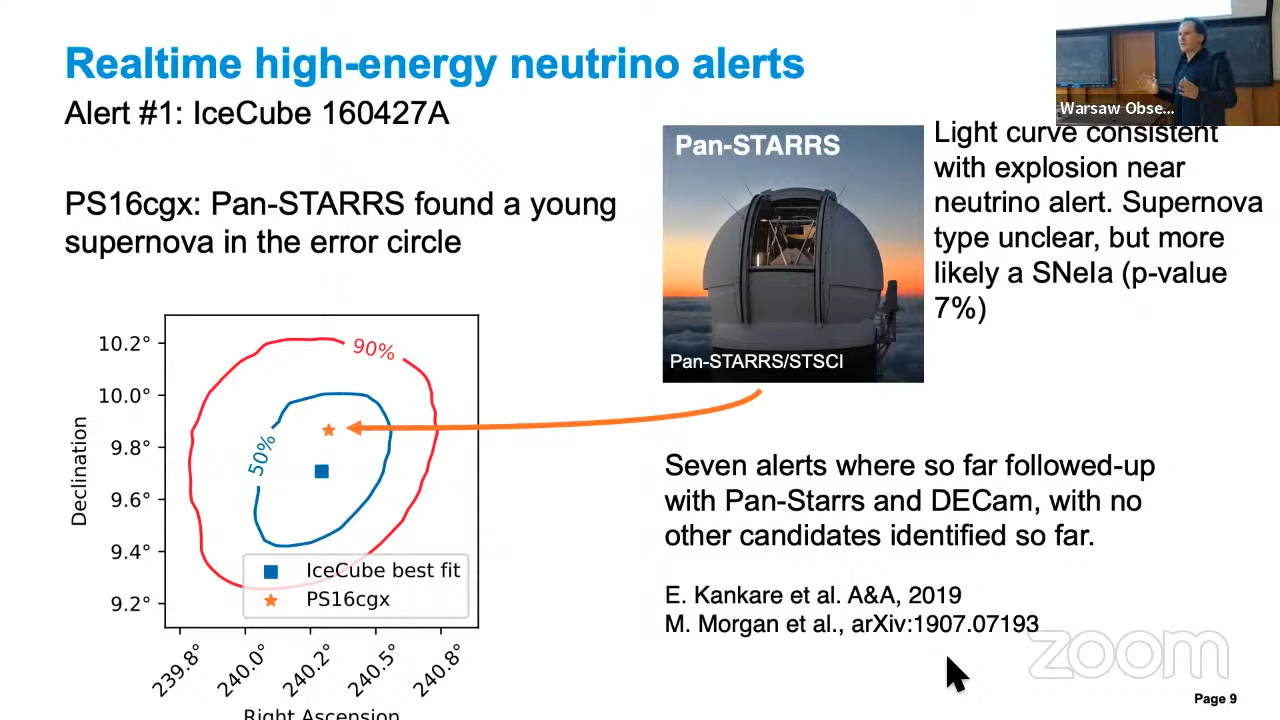 Realtime high-energy neutrino alerts
Alert #1: IceCube 160427A
Warsaw Obse...
PS16cgx: Pan-STARRS found a young
supernova in the error circle
Pan-STARRS
Pan-STARRS/STSCI
Light curve consistent
with explosion near
neutrino alert. Supernova
type unclear, but more
likely a SNeIa (p-value
7%)
10.2°
10.0°
9.8°
9.6°
9.4°
9.2°
Declination
90%
50%
IceCube best fit
PS16cgx
239.8°
240.0°
240.2°
240.5°
240.8°
Right Ascension
Seven alerts where so far followed-up
with Pan-Starrs and DECam, with no
other candidates identified so far.
E. Kankare et al. A&A, 2019
M. Morgan et al., arXiv:1907.07193
zoom
Page 9